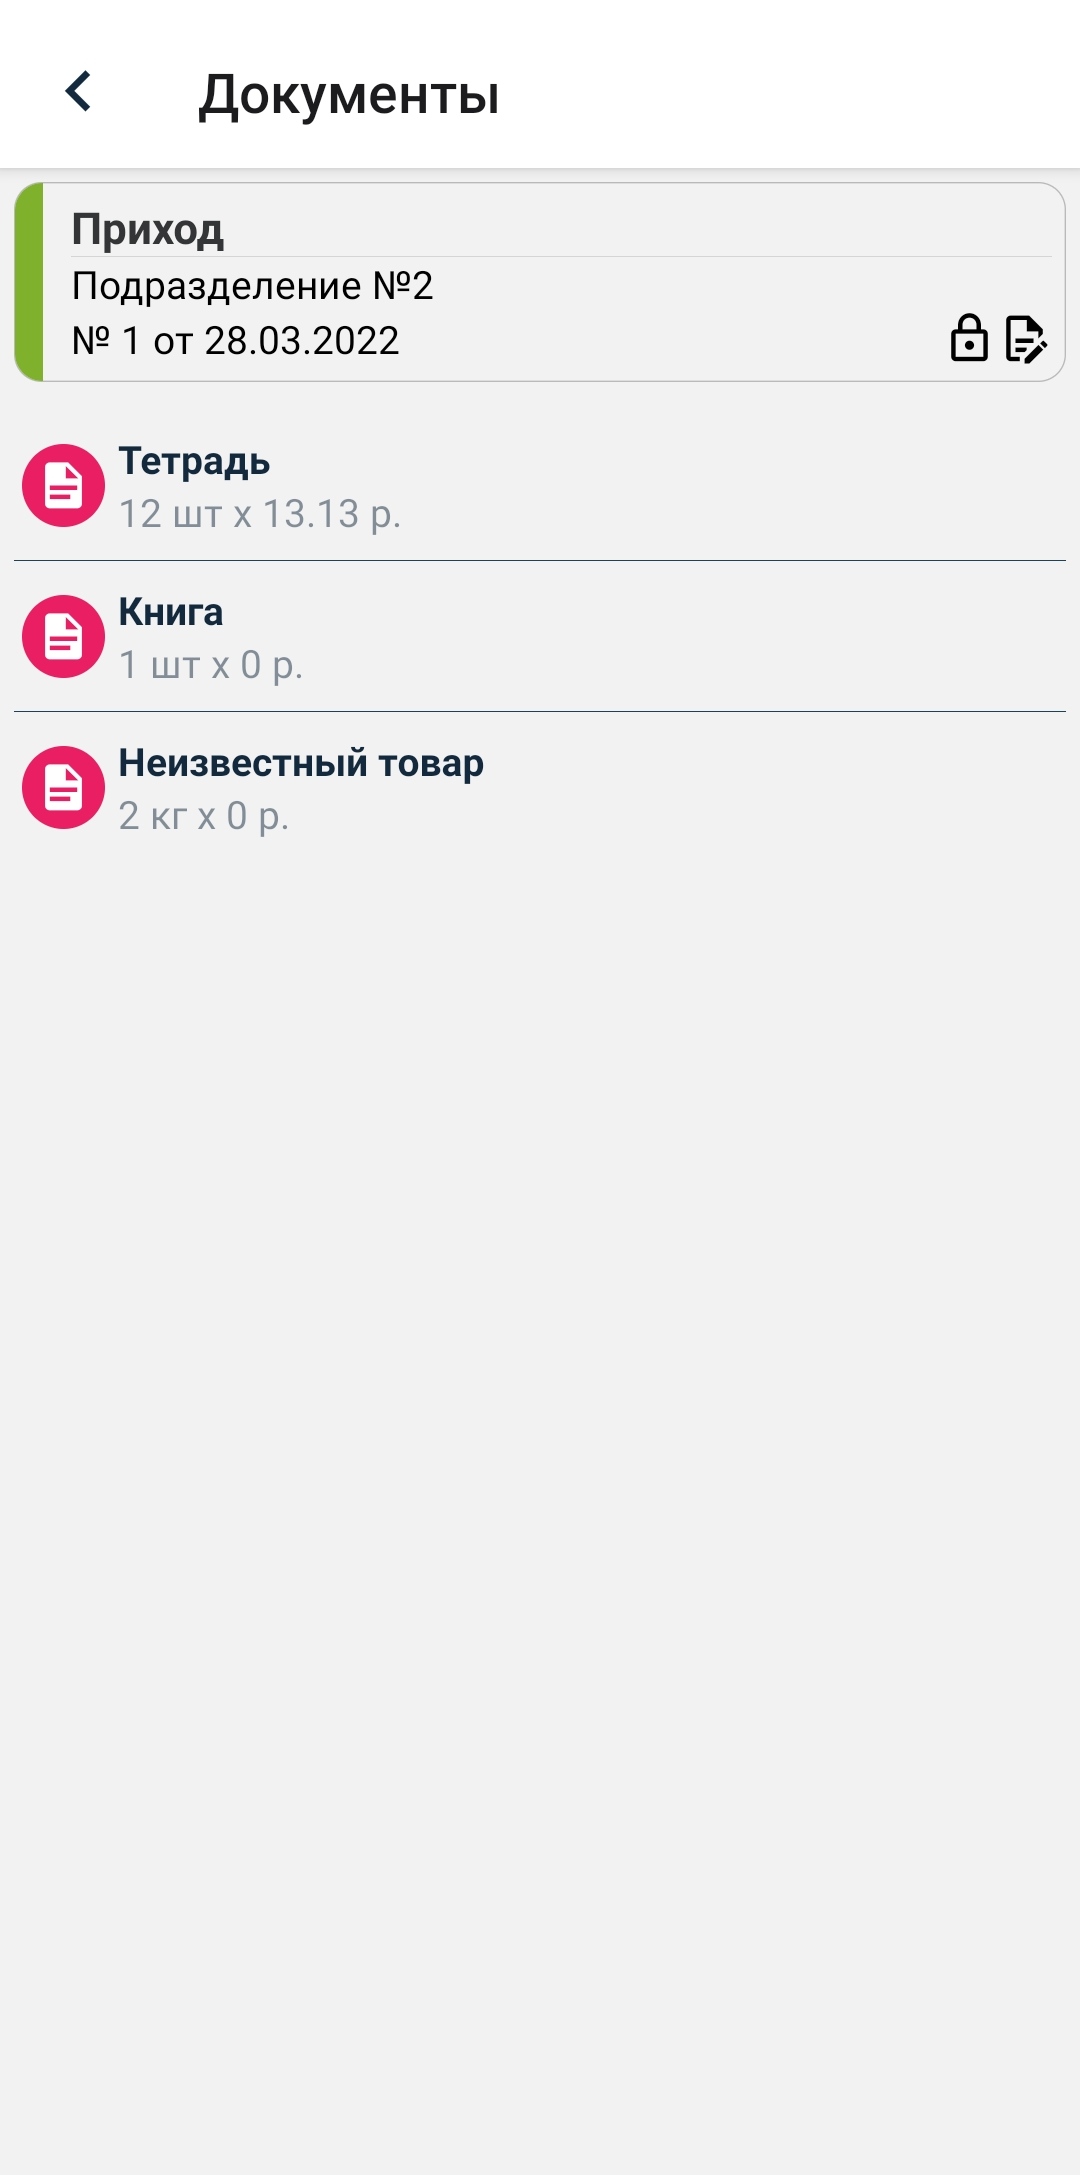 Документы
Приход
Подразделение №2
№ 1 от 28.03.2022
Тетрадь
12 шт x 13.13 р.
Книга
1 шт x 0 р.
Неизвестный товар
2 кг x 0 р.